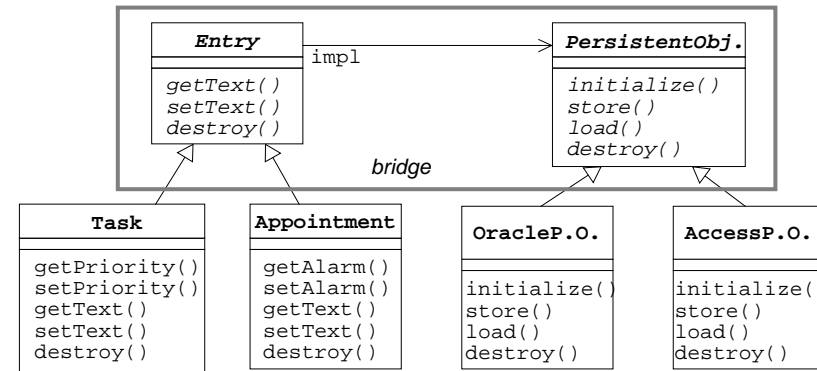 Entry
impl
PersistentObj.
getText()
setText()
destroy()
initialize()
store()
load()
destroy()
bridge
Task
getPriority()
setPriority()
getText()
setText()
destroy()
Appointment
getAlarm()
setAlarm()
getText()
setText()
destroy()
OracleP.O.
initialize()
store()
load()
destroy()
AccessP.O.
initialize(
store()
load()
destroy()